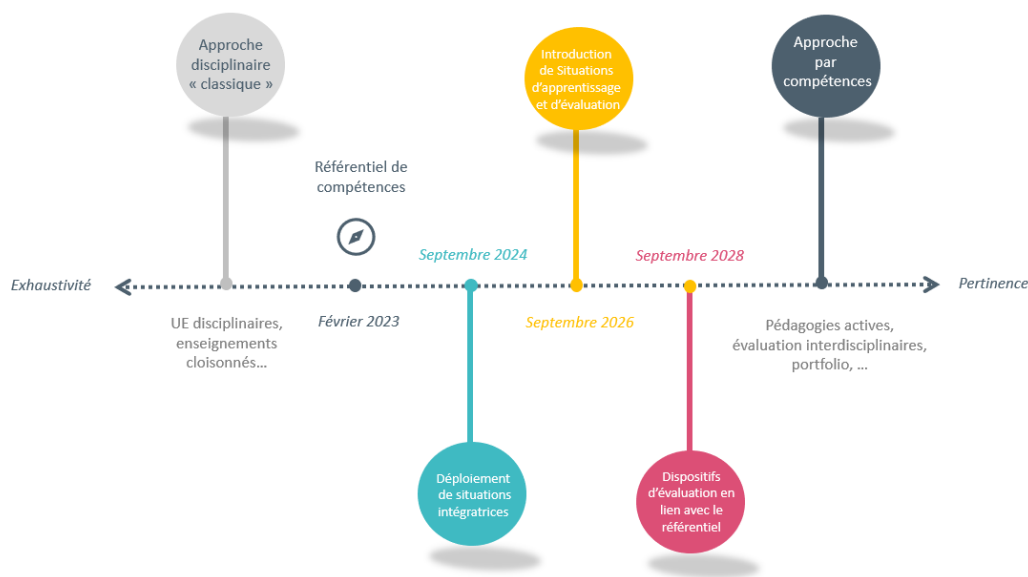 Approche
disciplinaire
« classique »
Introduction
de Situations
d'apprentissage
et d'évaluation
Approche
par
compétences
Référentiel de
compétences
Septembre 2024
Septembre 2028
Exhaustivité
Pertinence
UE disciplinaires,
enseignements
cloisonnés…
Février 2023
Septembre 2026
Pédagogies actives,
évaluation interdisciplinaires,
portfolio, …
Déploiement
de situations
intégratrices
Dispositifs
d'évaluation en
lien avec le
référentiel